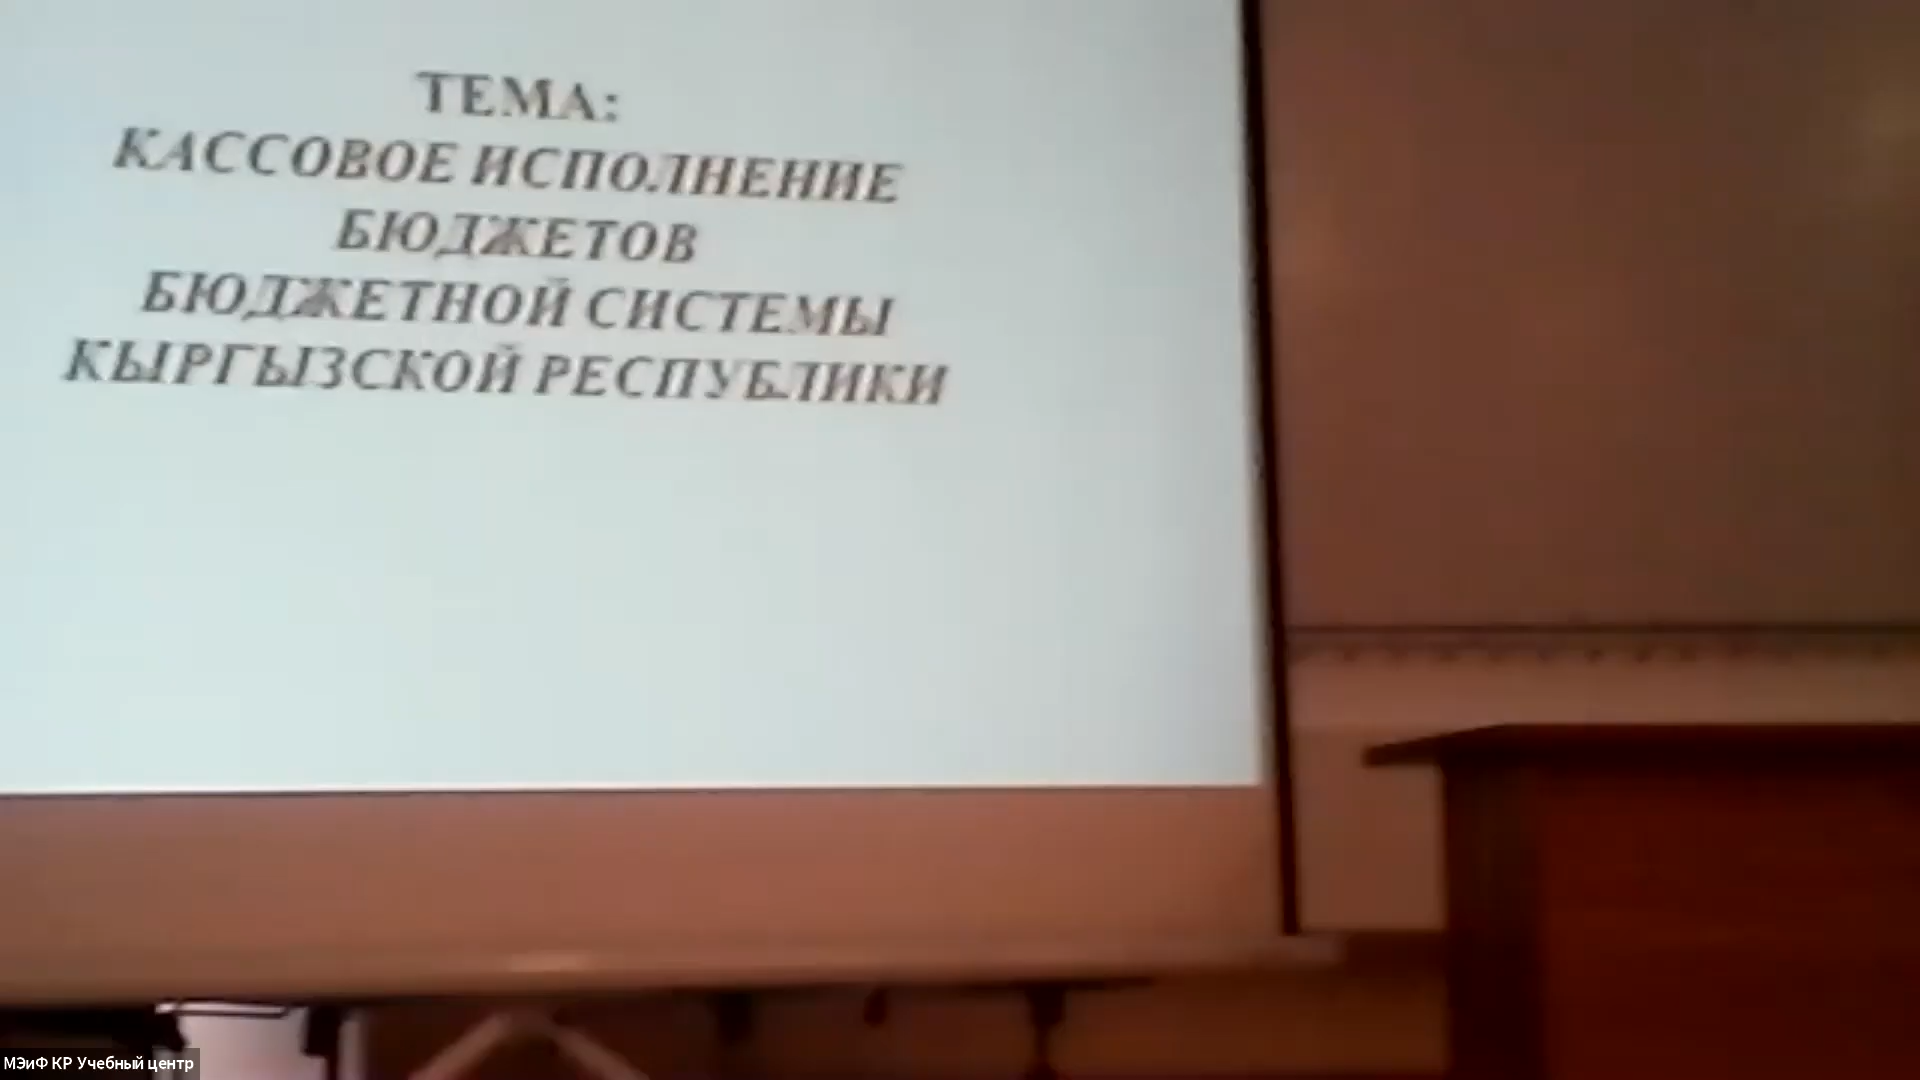 ТЕМА:
КАССОВОЕ ИСПОЛНЕНИЕ
БЮДЖЕТОВ
БЮДЖЕТНОЙ СИСТЕМЫ
КЫРГЫЗСКОЙ РЕСПУБЛИКИ
МЭиФ КР Учебный центр